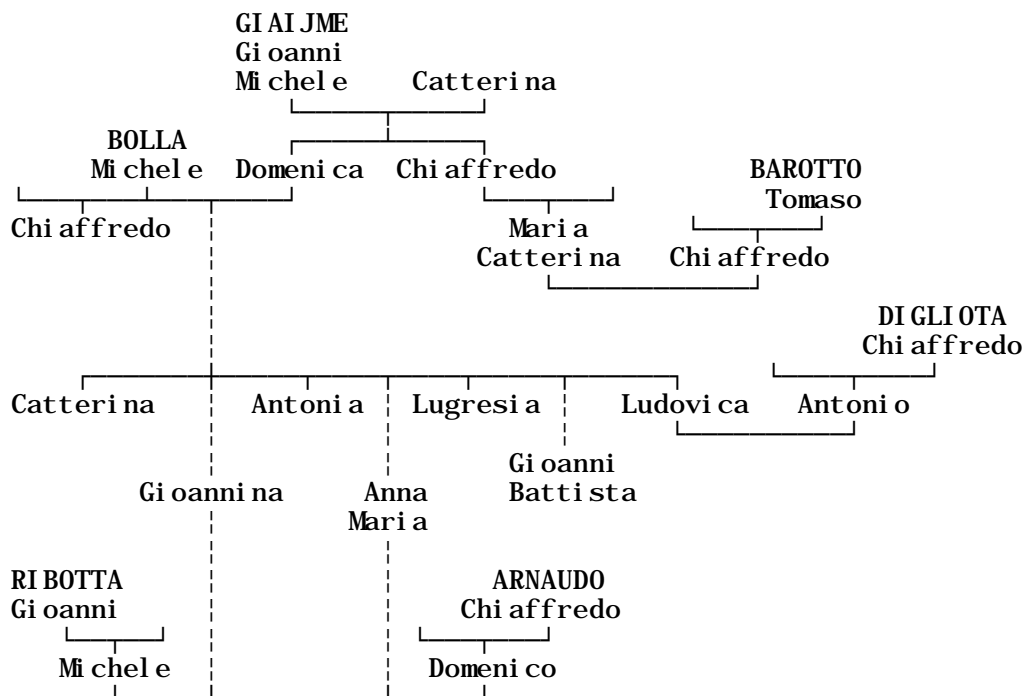 GIAIJME
Gioanni
Michele Catterina
BOLLA
Michele Domenica Chiaffredo BAROTTO
Tomaso
Chiaffredo Maria
Catterina Chiaffredo
DIGLIOTA
Chiaffredo
Catterina Antonia Lugresia Ludovica Antonio
Gioanni
Gioannina Anna Battista
Maria
RIBOTTA ARNAUDO
Gioanni Chiaffredo
Michele Domenico